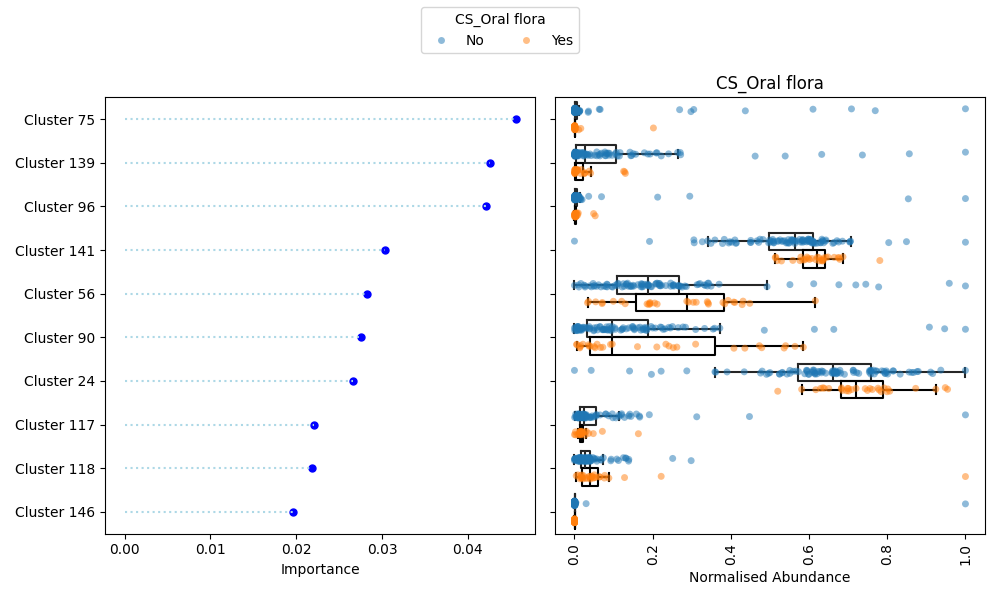 CS_Oral flora
No Yes
CS_Oral flora
Cluster 75
Cluster 139
Cluster 96
Cluster 141
Cluster 56
Cluster 90
Cluster 24
Cluster 117
Cluster 118
Cluster 146
0.00 0.01 0.02 0.03 0.04
Importance
0.0 0.2 0.4 0.6 0.8 1.0
Normalised Abundance